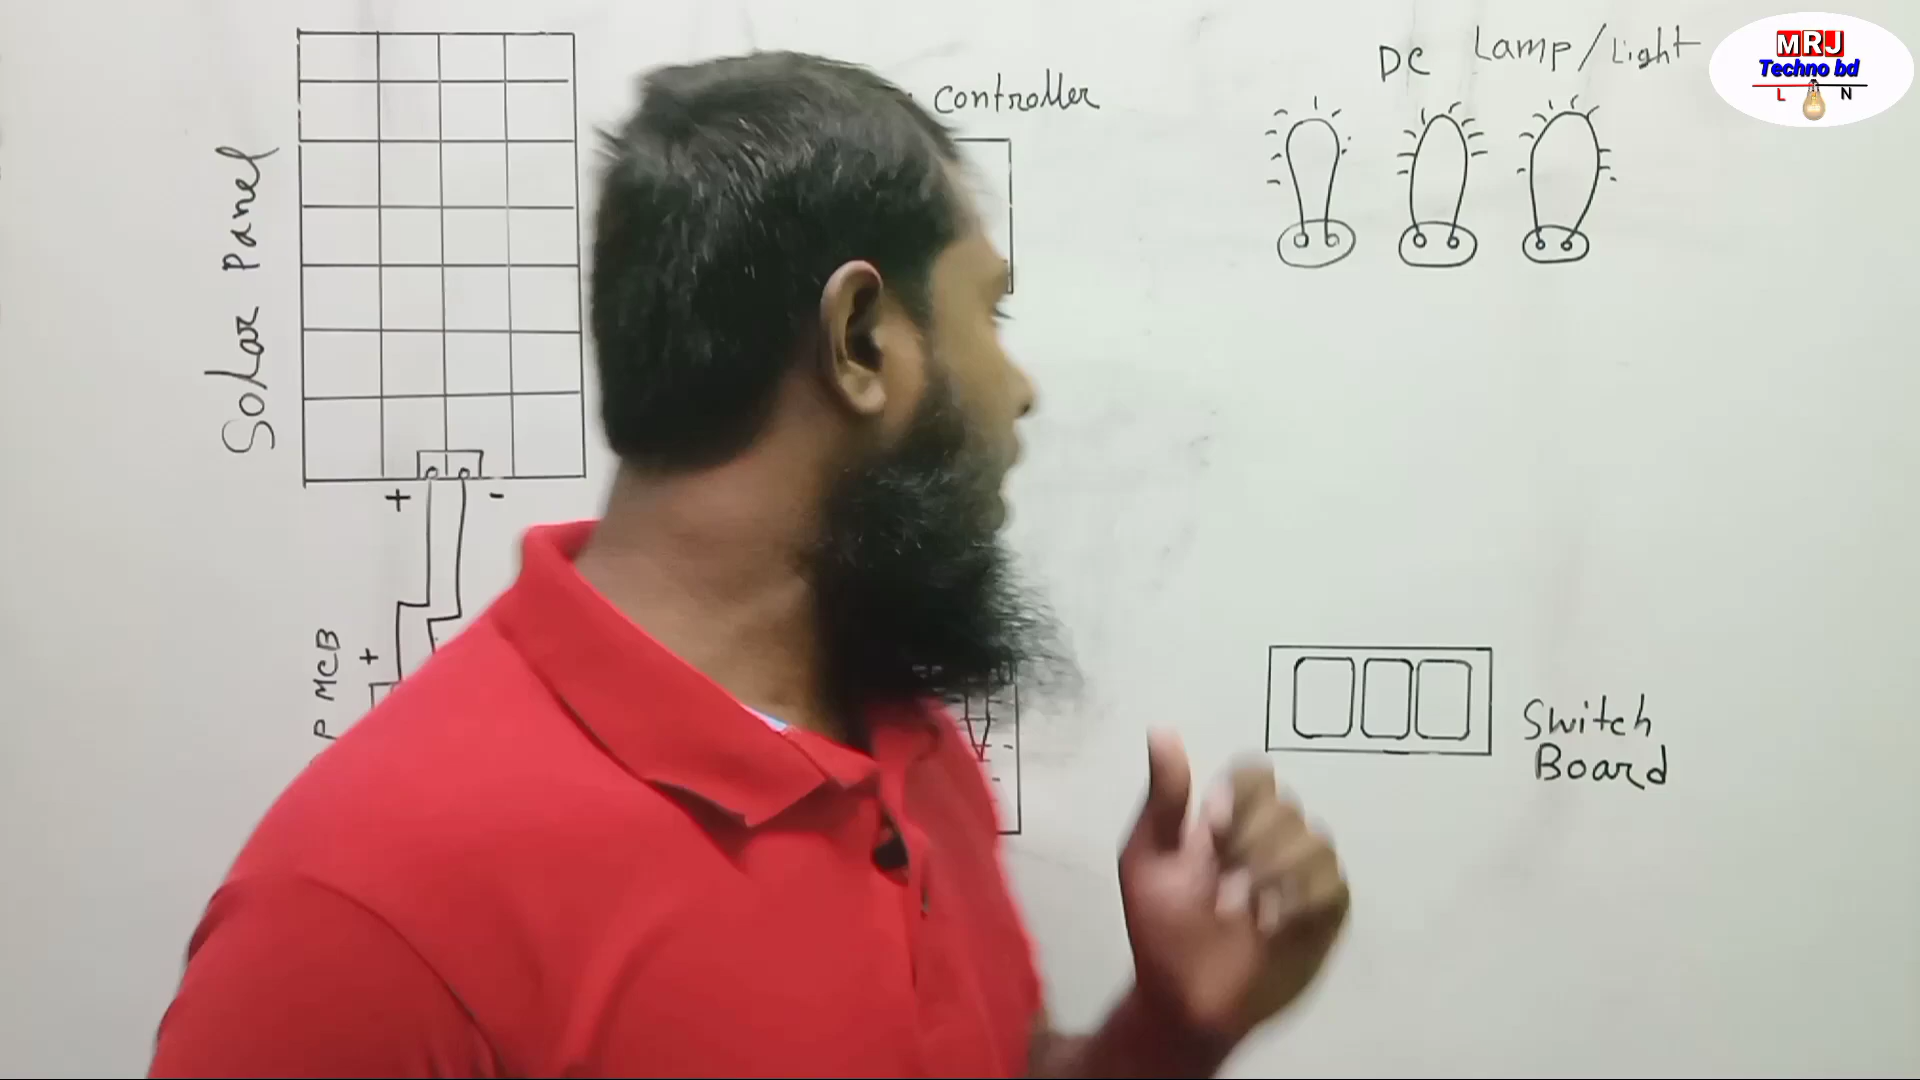 Solar Panel
+ -
P MCB
+
Controller
DC Lamp/Light
Switch
Board
-
MRJ
Techno bd
L N